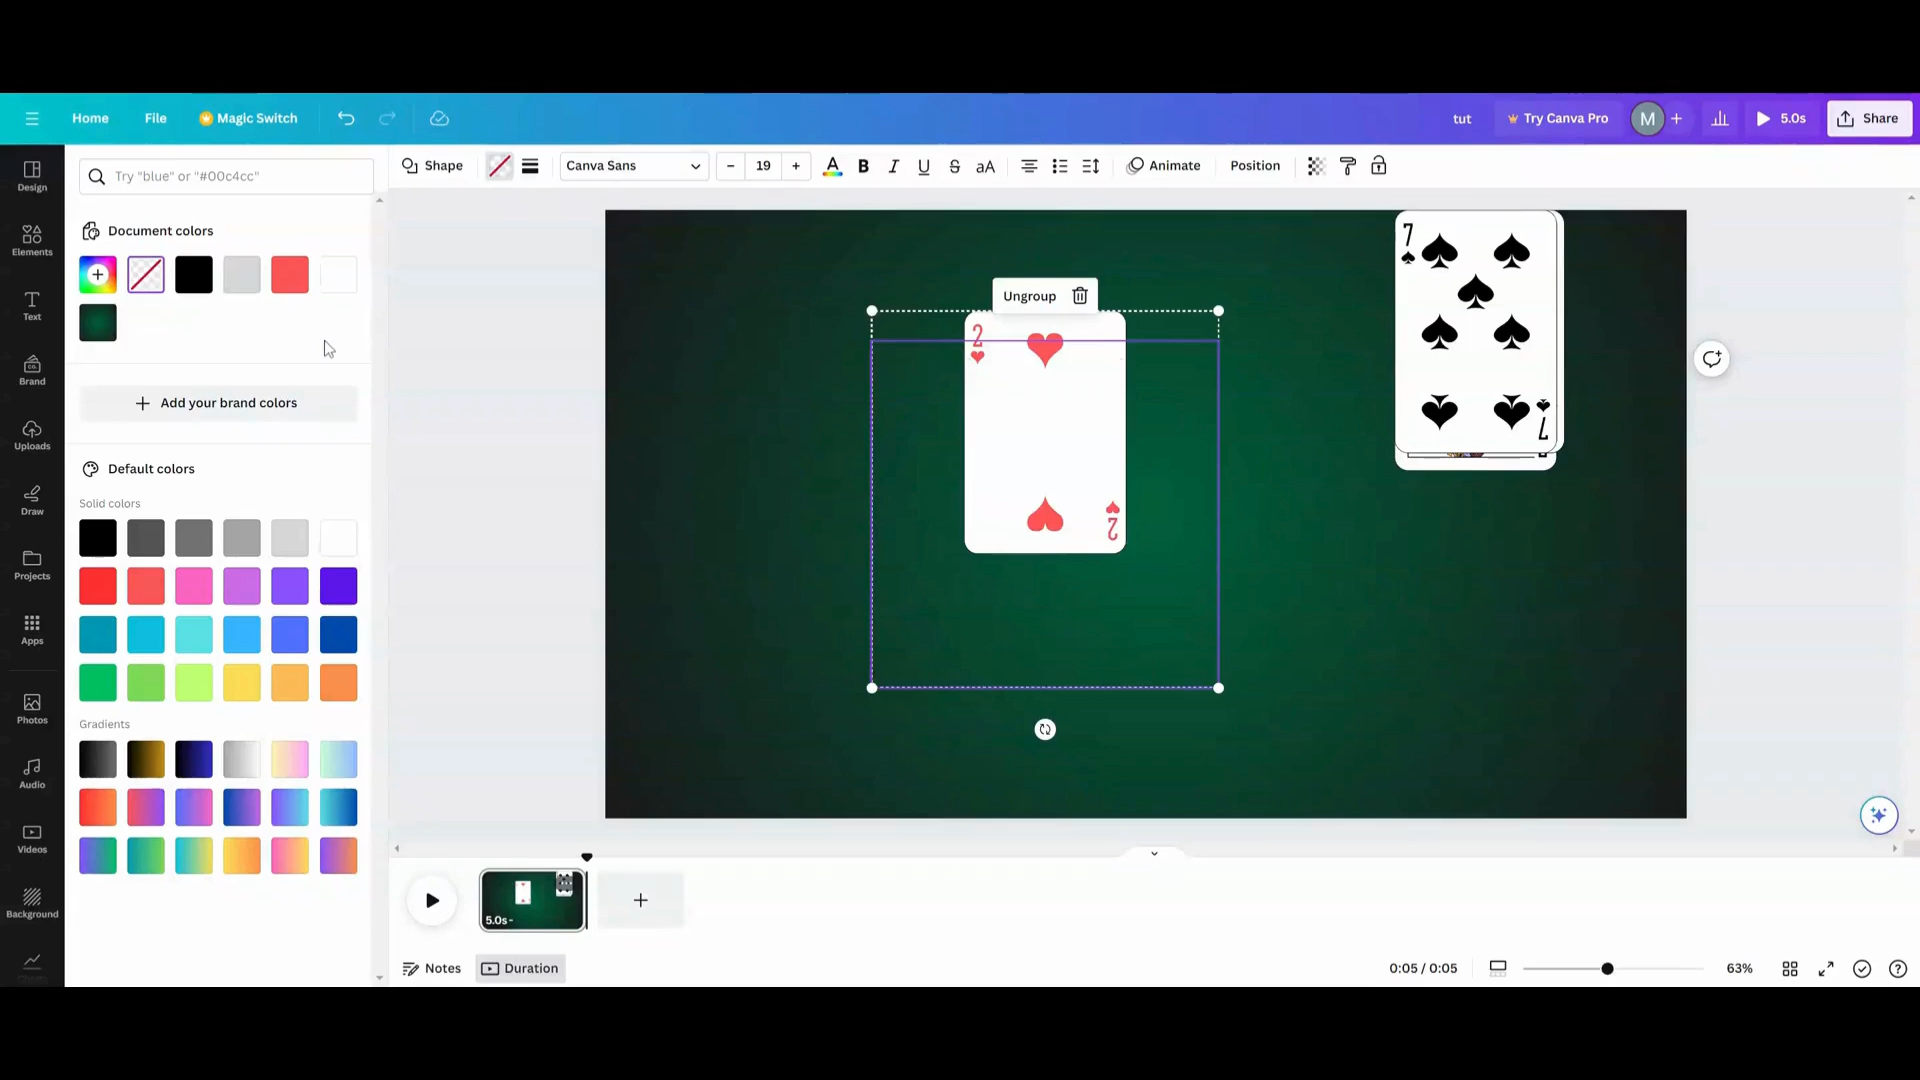 Home File Magic Switch tut Try Canva Pro M 5.0s Share
Try "blue" or "#00c4cc" Shape Canva Sans 19 A B I U S aA Animate Position
Design
Elements
Text
Brand
Uploads
Draw
Projects
Apps
Photos
Audio
Videos
Background
Document colors
Add your brand colors
Default colors
Solid colors
Gradients
Ungroup
2
2
7
7
5.0s
Notes Duration 0:05 / 0:05 63%